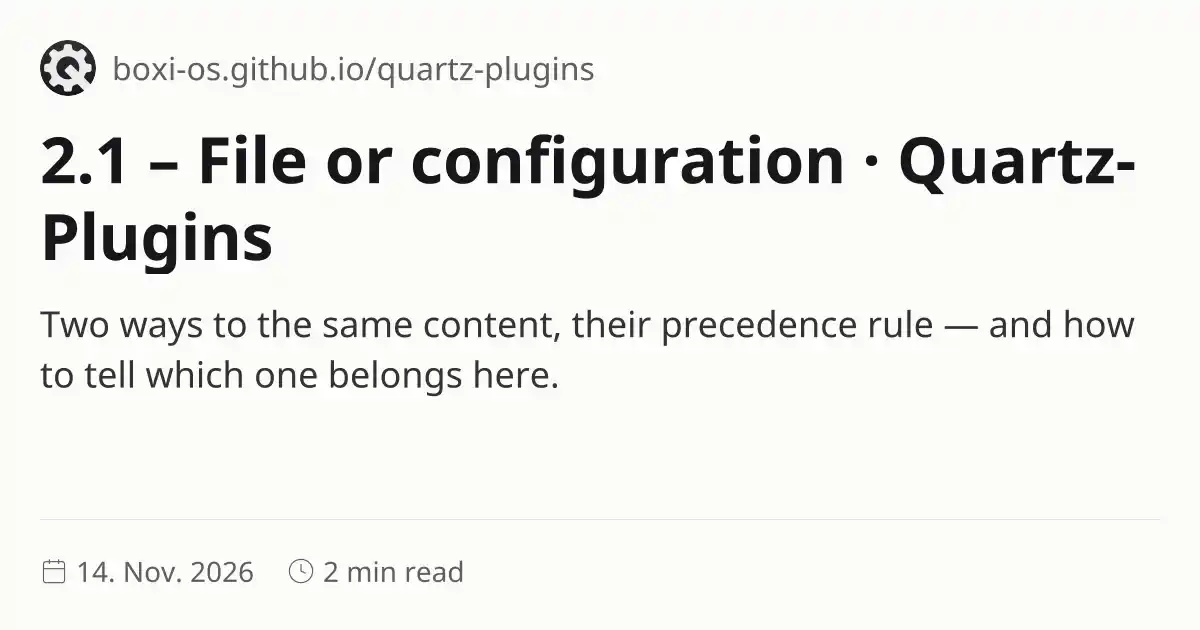 boxi-os.github.io/quartz-plugins
2.1 – File or configuration · Quartz-
Plugins
Two ways to the same content, their precedence rule — and how
to tell which one belongs here.
14. Nov. 2026
2 min read